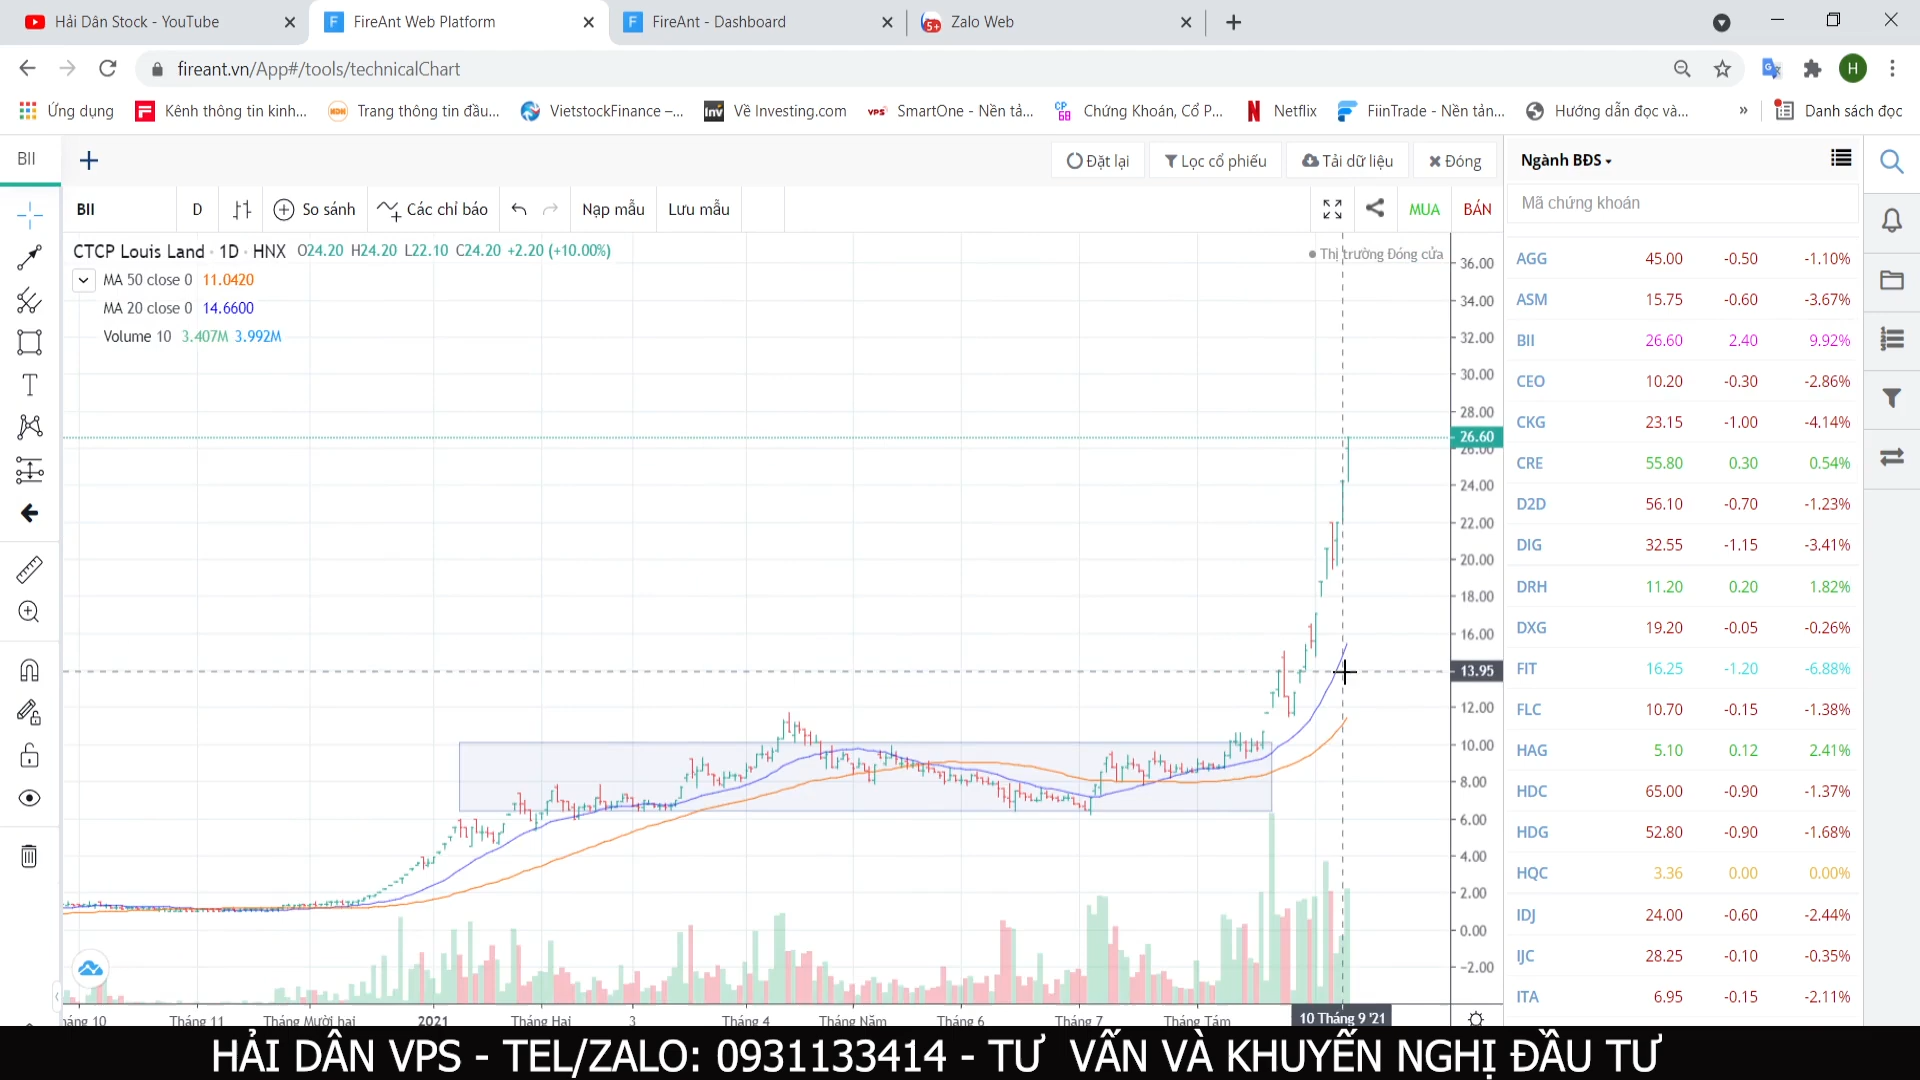 Hải Dân Stock - YouTube
FireAnt Web Platform
FireAnt - Dashboard
5+
Zalo Web
fireant.vn/App#/tools/technicalChart
H
Ứng dụng
Kênh thông tin kinh...
Trang thông tin đầu...
VietstockFinance –...
Inv
Về Investing.com
VPS
SmartOne - Nền tả...
CP 68
Chứng Khoán, Cổ P...
Netflix
FiinTrade - Nền tản...
Hướng dẫn đọc và...
»
Danh sách đọc
BII
Đặt lại
Lọc cổ phiếu
Tải dữ liệu
Đóng
Ngành BĐS
BII
D
So sánh
Các chỉ báo
Nạp mẫu
Lưu mẫu
MUA
BÁN
Mã chứng khoán
CTCP Louis Land · 1D · HNX O24.20 H24.20 L22.10 C24.20 +2.20 (+10.00%)
Thị trường Đóng cửa
MA 50 close 0 11.0420
MA 20 close 0 14.6600
Volume 10 3.407M 3.992M
36.00
34.00
32.00
30.00
28.00
26.60
26.00
24.00
22.00
20.00
18.00
16.00
13.95
12.00
10.00
8.00
6.00
4.00
2.00
0.00
−2.00
AGG 45.00 -0.50 -1.10%
ASM 15.75 -0.60 -3.67%
BII 26.60 2.40 9.92%
CEO 10.20 -0.30 -2.86%
CKG 23.15 -1.00 -4.14%
CRE 55.80 0.30 0.54%
D2D 56.10 -0.70 -1.23%
DIG 32.55 -1.15 -3.41%
DRH 11.20 0.20 1.82%
DXG 19.20 -0.05 -0.26%
FIT 16.25 -1.20 -6.88%
FLC 10.70 -0.15 -1.38%
HAG 5.10 0.12 2.41%
HDC 65.00 -0.90 -1.37%
HDG 52.80 -0.90 -1.68%
HQC 3.36 0.00 0.00%
IDJ 24.00 -0.60 -2.44%
IJC 28.25 -0.10 -0.35%
ITA 6.95 -0.15 -2.11%
háng 10
Tháng 11
Tháng Mười hai
2021
Tháng Hai
3
Tháng 4
Tháng Năm
Tháng 6
Tháng 7
Tháng Tám
10 Tháng 9 '21
HẢI DÂN VPS - TEL/ZALO: 0931133414 - TƯ VẤN VÀ KHUYẾN NGHỊ ĐẦU TƯ